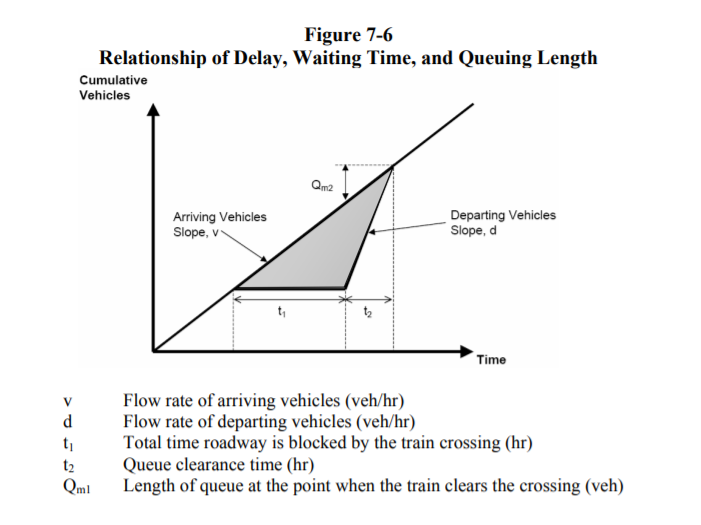 Figure 7-6
Relationship of Delay, Waiting Time, and Queuing Length
Cumulative
Vehicles
Qm2
Arriving Vehicles
Slope, v
Departing Vehicles
Slope, d
t1
t2
Time
v Flow rate of arriving vehicles (veh/hr)
d Flow rate of departing vehicles (veh/hr)
t1 Total time roadway is blocked by the train crossing (hr)
t2 Queue clearance time (hr)
Qm1 Length of queue at the point when the train clears the crossing (veh)